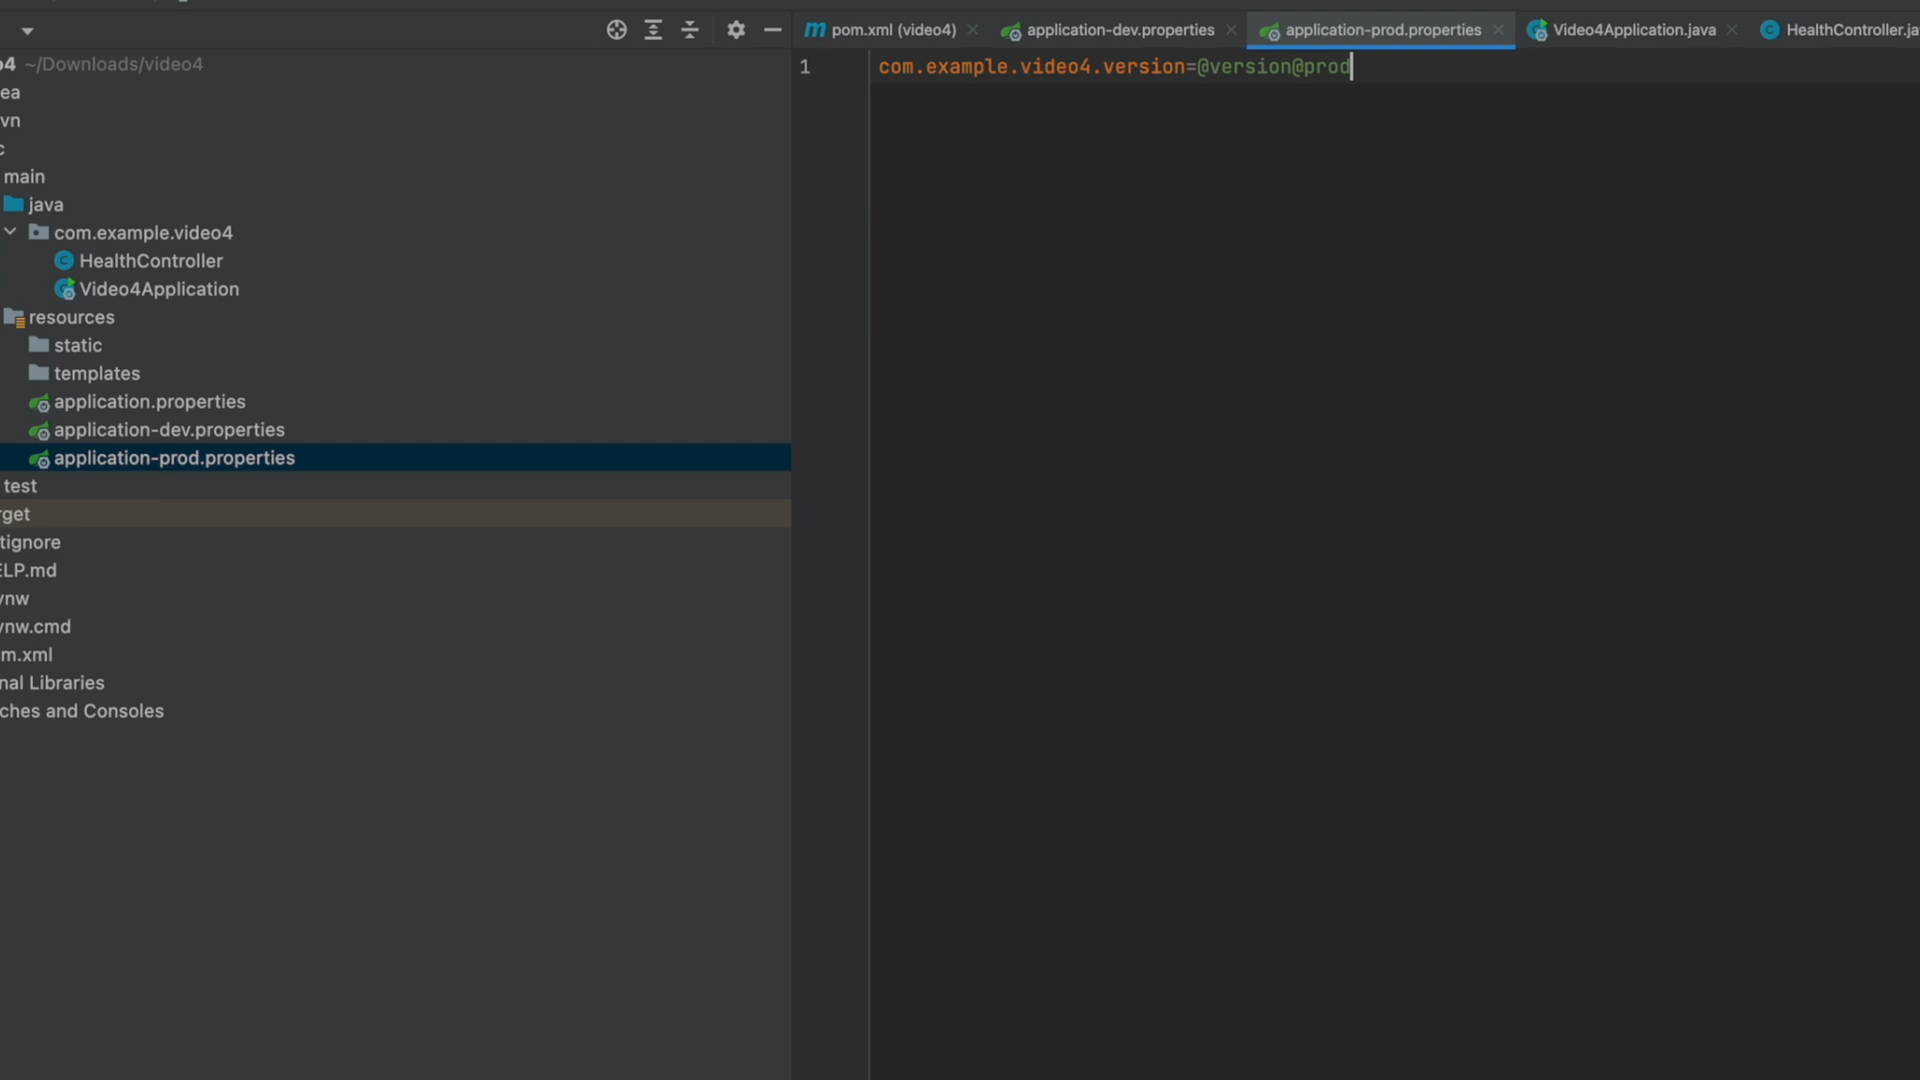 pom.xml (video4) application-dev.properties application-prod.properties Video4Application.java HealthController.ja
o4 ~/Downloads/video4
1 com.example.video4.version=@version@prod
ea
vn
c
main
java
com.example.video4
HealthController
Video4Application
resources
static
templates
application.properties
application-dev.properties
application-prod.properties
test
rget
tignore
ELP.md
vnw
vnw.cmd
m.xml
nal Libraries
ches and Consoles